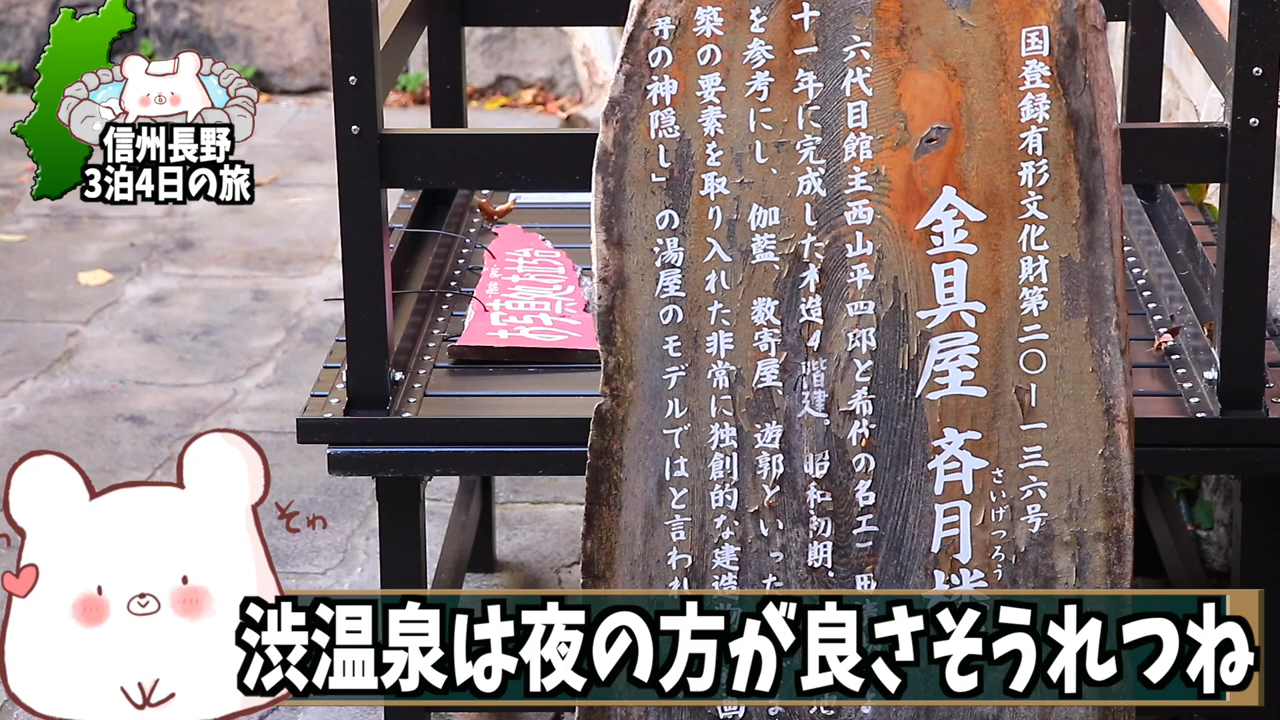 信州長野
3泊4日の旅
国登録有形文化財第二〇-一三六号
金具屋 斉月楼
さいげつろう
六代目館主西山平四郎と希代の名工
十一年に完成した木造4階建。昭和初期、
を参考にし、伽藍、数寄屋、遊郭といった
築の要素を取り入れた非常に独創的な建造物
尋の神隠し」の湯屋のモデルではと言われ
お宝処
そわ
渋温泉は夜の方が良さそうれつね